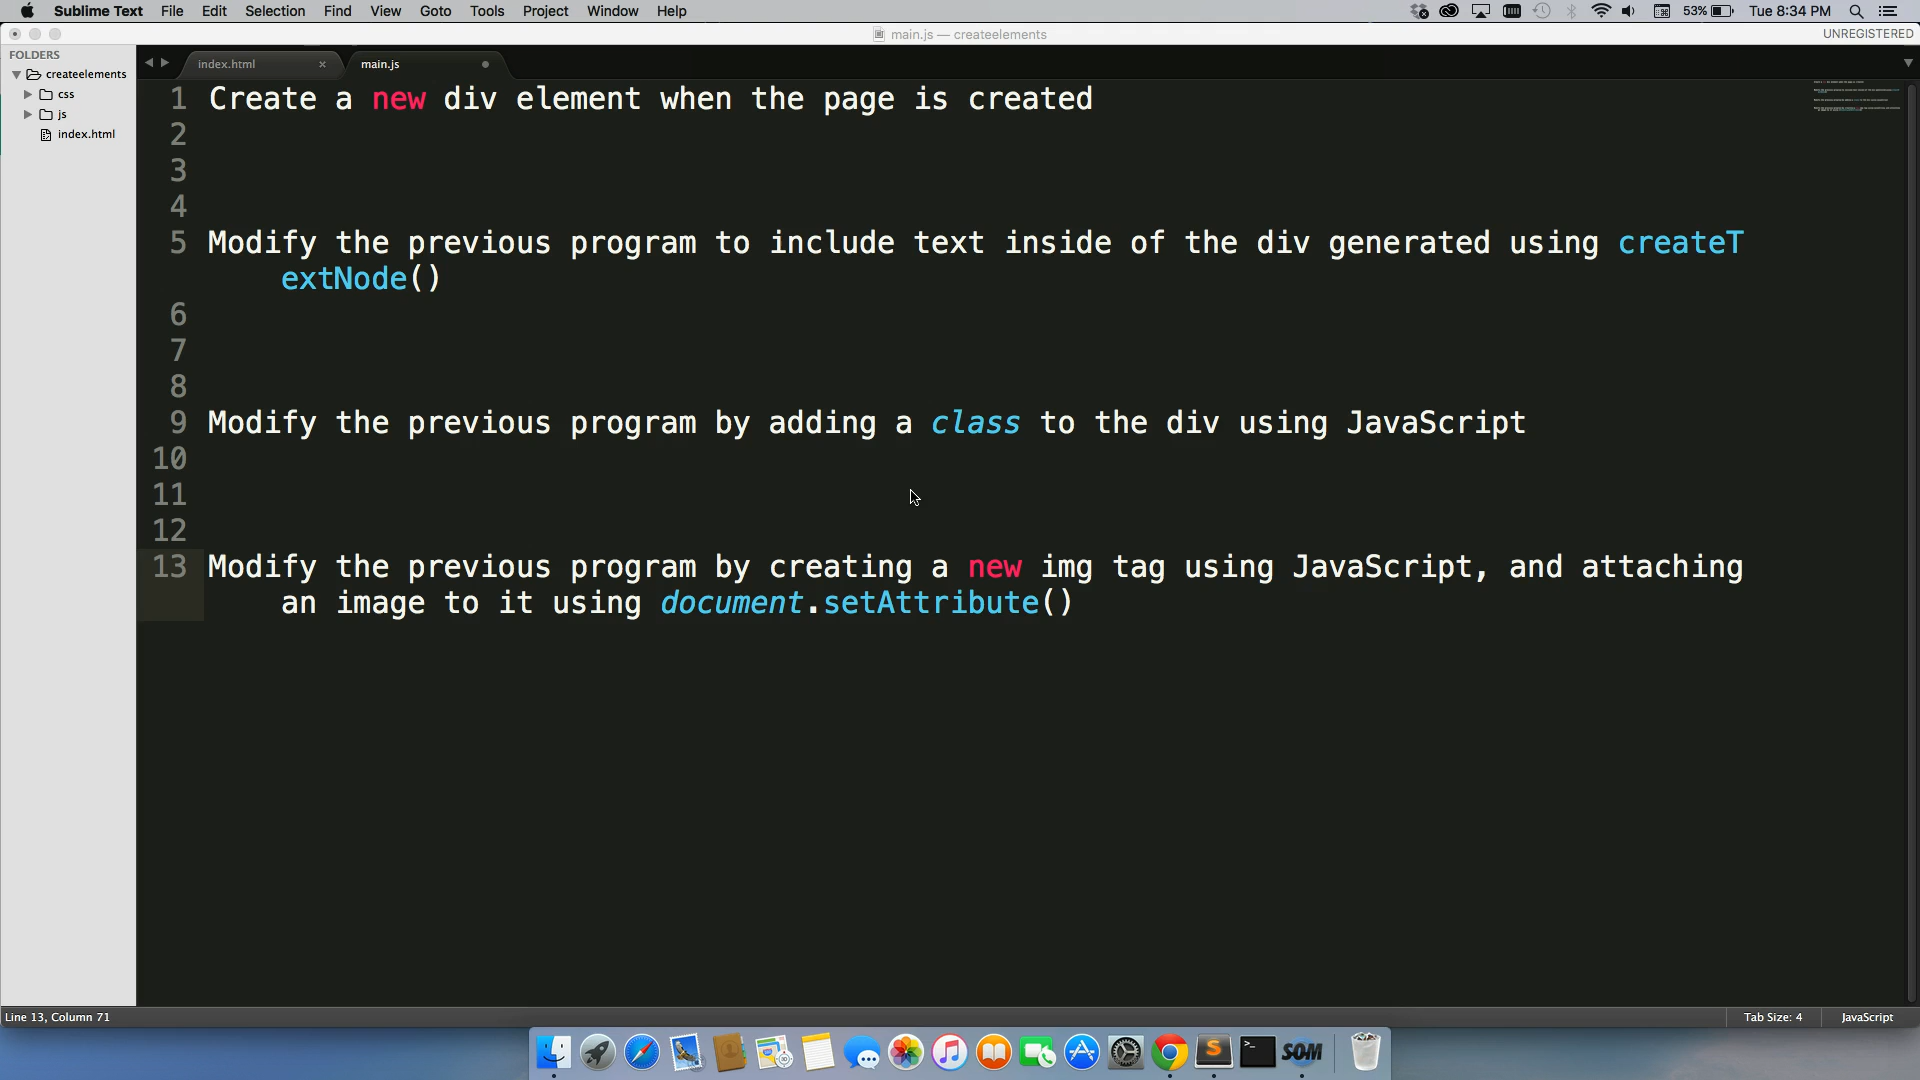 Sublime Text File Edit Selection Find View Goto Tools Project Window Help 53% Tue 8:34 PM
main.js — createelements UNREGISTERED
FOLDERS
createelements
css
js
index.html
index.html main.js
1 Create a new div element when the page is created
2
3
4
5 Modify the previous program to include text inside of the div generated using createT
extNode()
6
7
8
9 Modify the previous program by adding a class to the div using JavaScript
10
11
12
13 Modify the previous program by creating a new img tag using JavaScript, and attaching
an image to it using document.setAttribute()
Line 13, Column 71 Tab Size: 4 JavaScript
SOM